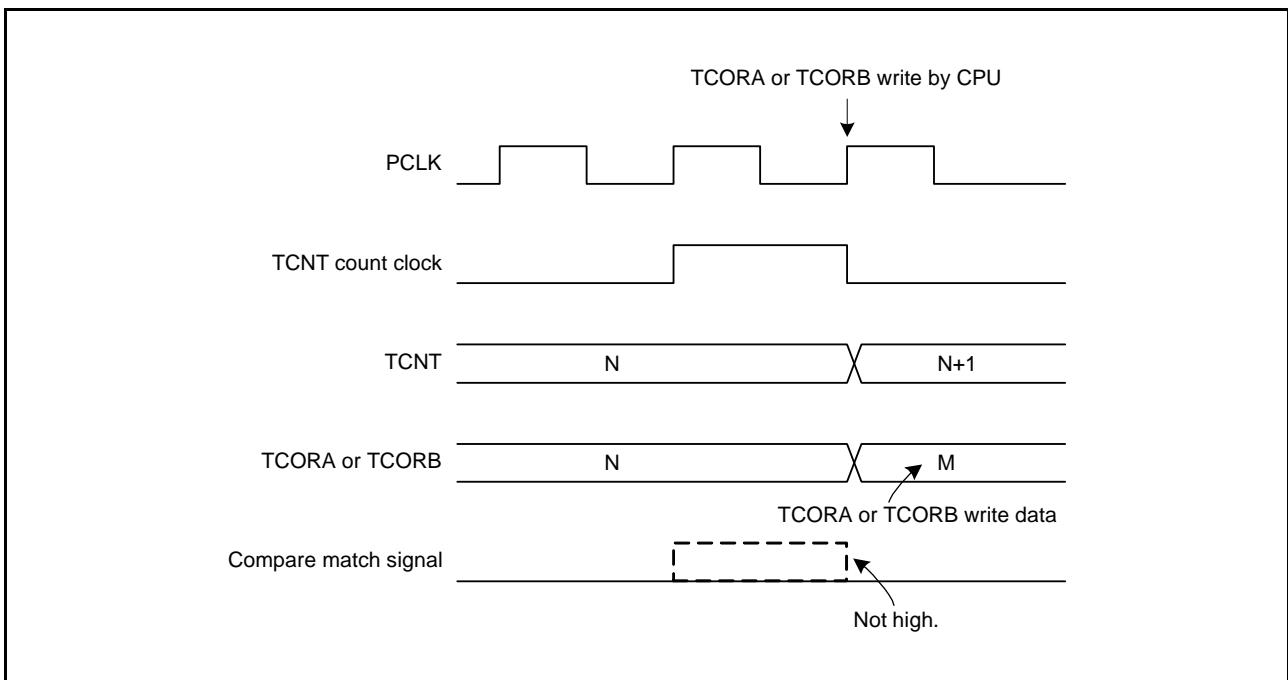 TCORA or TCORB write by CPU
PCLK
TCNT count clock
TCNT
N
N+1
TCORA or TCORB
N
M
TCORA or TCORB write data
Compare match signal
Not high.